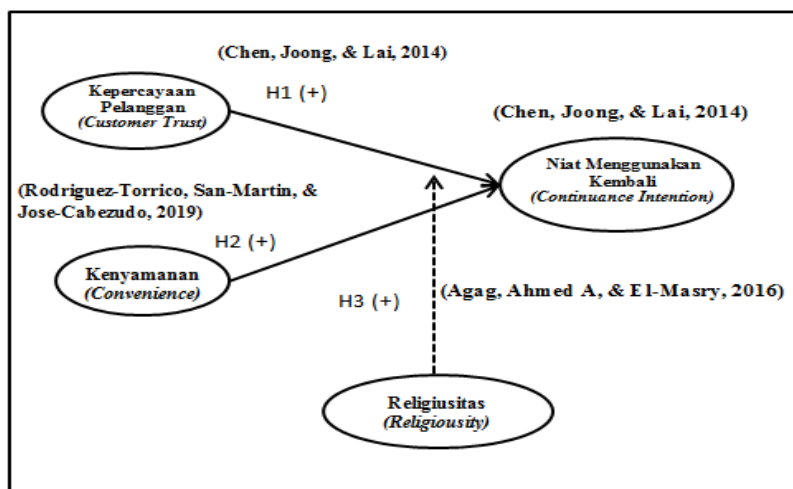 (Chen, Joong, & Lai, 2014)
Kepercayaan
Pelanggan
(Customer Trust)
H1 (+)
(Chen, Joong, & Lai, 2014)
Niat Menggunakan
Kembali
(Continuance Intention)
(Rodriguez-Torrico, San-Martin, &
Jose-Cabezudo, 2019)
H2 (+)
Kenyamanan
(Convenience)
H3 (+)
(Agag, Ahmed A, & El-Masry, 2016)
Religiusitas
(Religiousity)